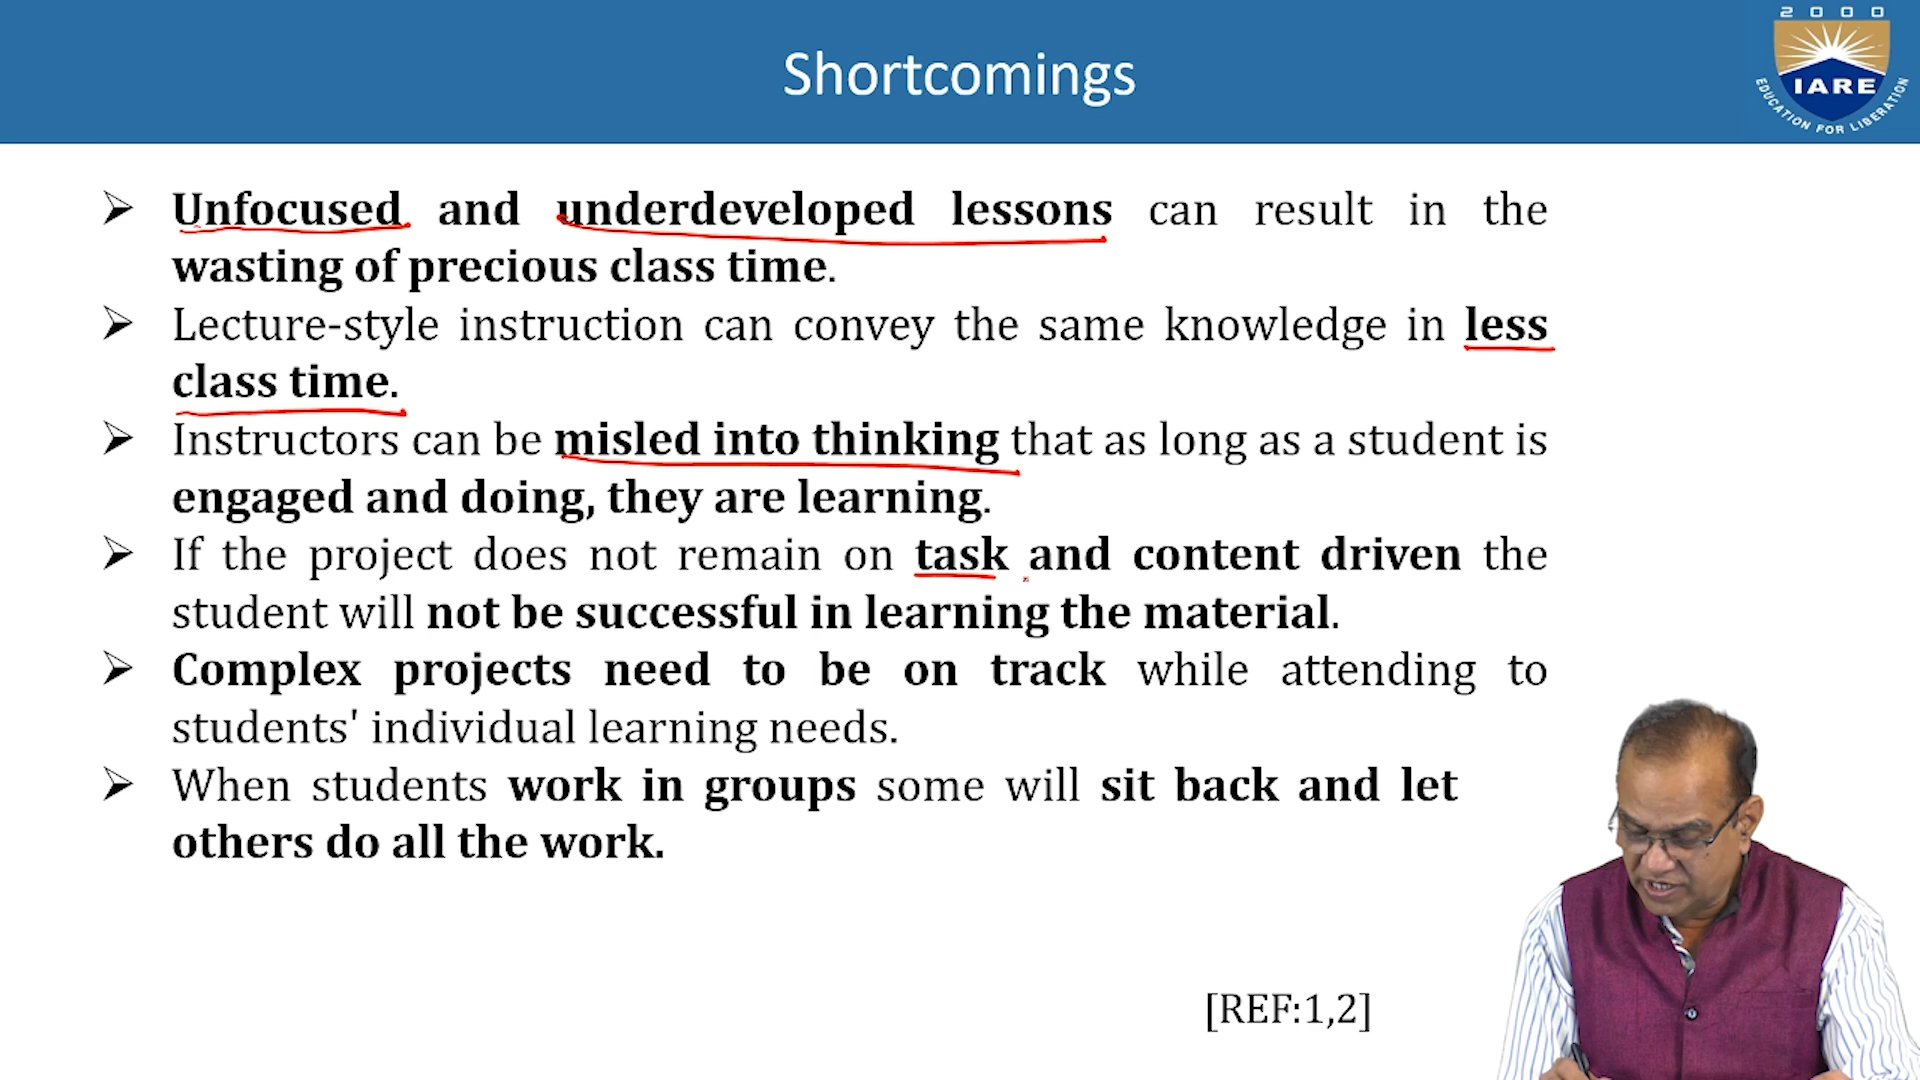 Shortcomings
2000
IARE
EDUCATION FOR LIBERATION
➢ Unfocused and underdeveloped lessons can result in the
wasting of precious class time.
➢ Lecture-style instruction can convey the same knowledge in less
class time.
➢ Instructors can be misled into thinking that as long as a student is
engaged and doing, they are learning.
➢ If the project does not remain on task and content driven the
student will not be successful in learning the material.
➢ Complex projects need to be on track while attending to
students' individual learning needs.
➢ When students work in groups some will sit back and let
others do all the work.
[REF:1,2]